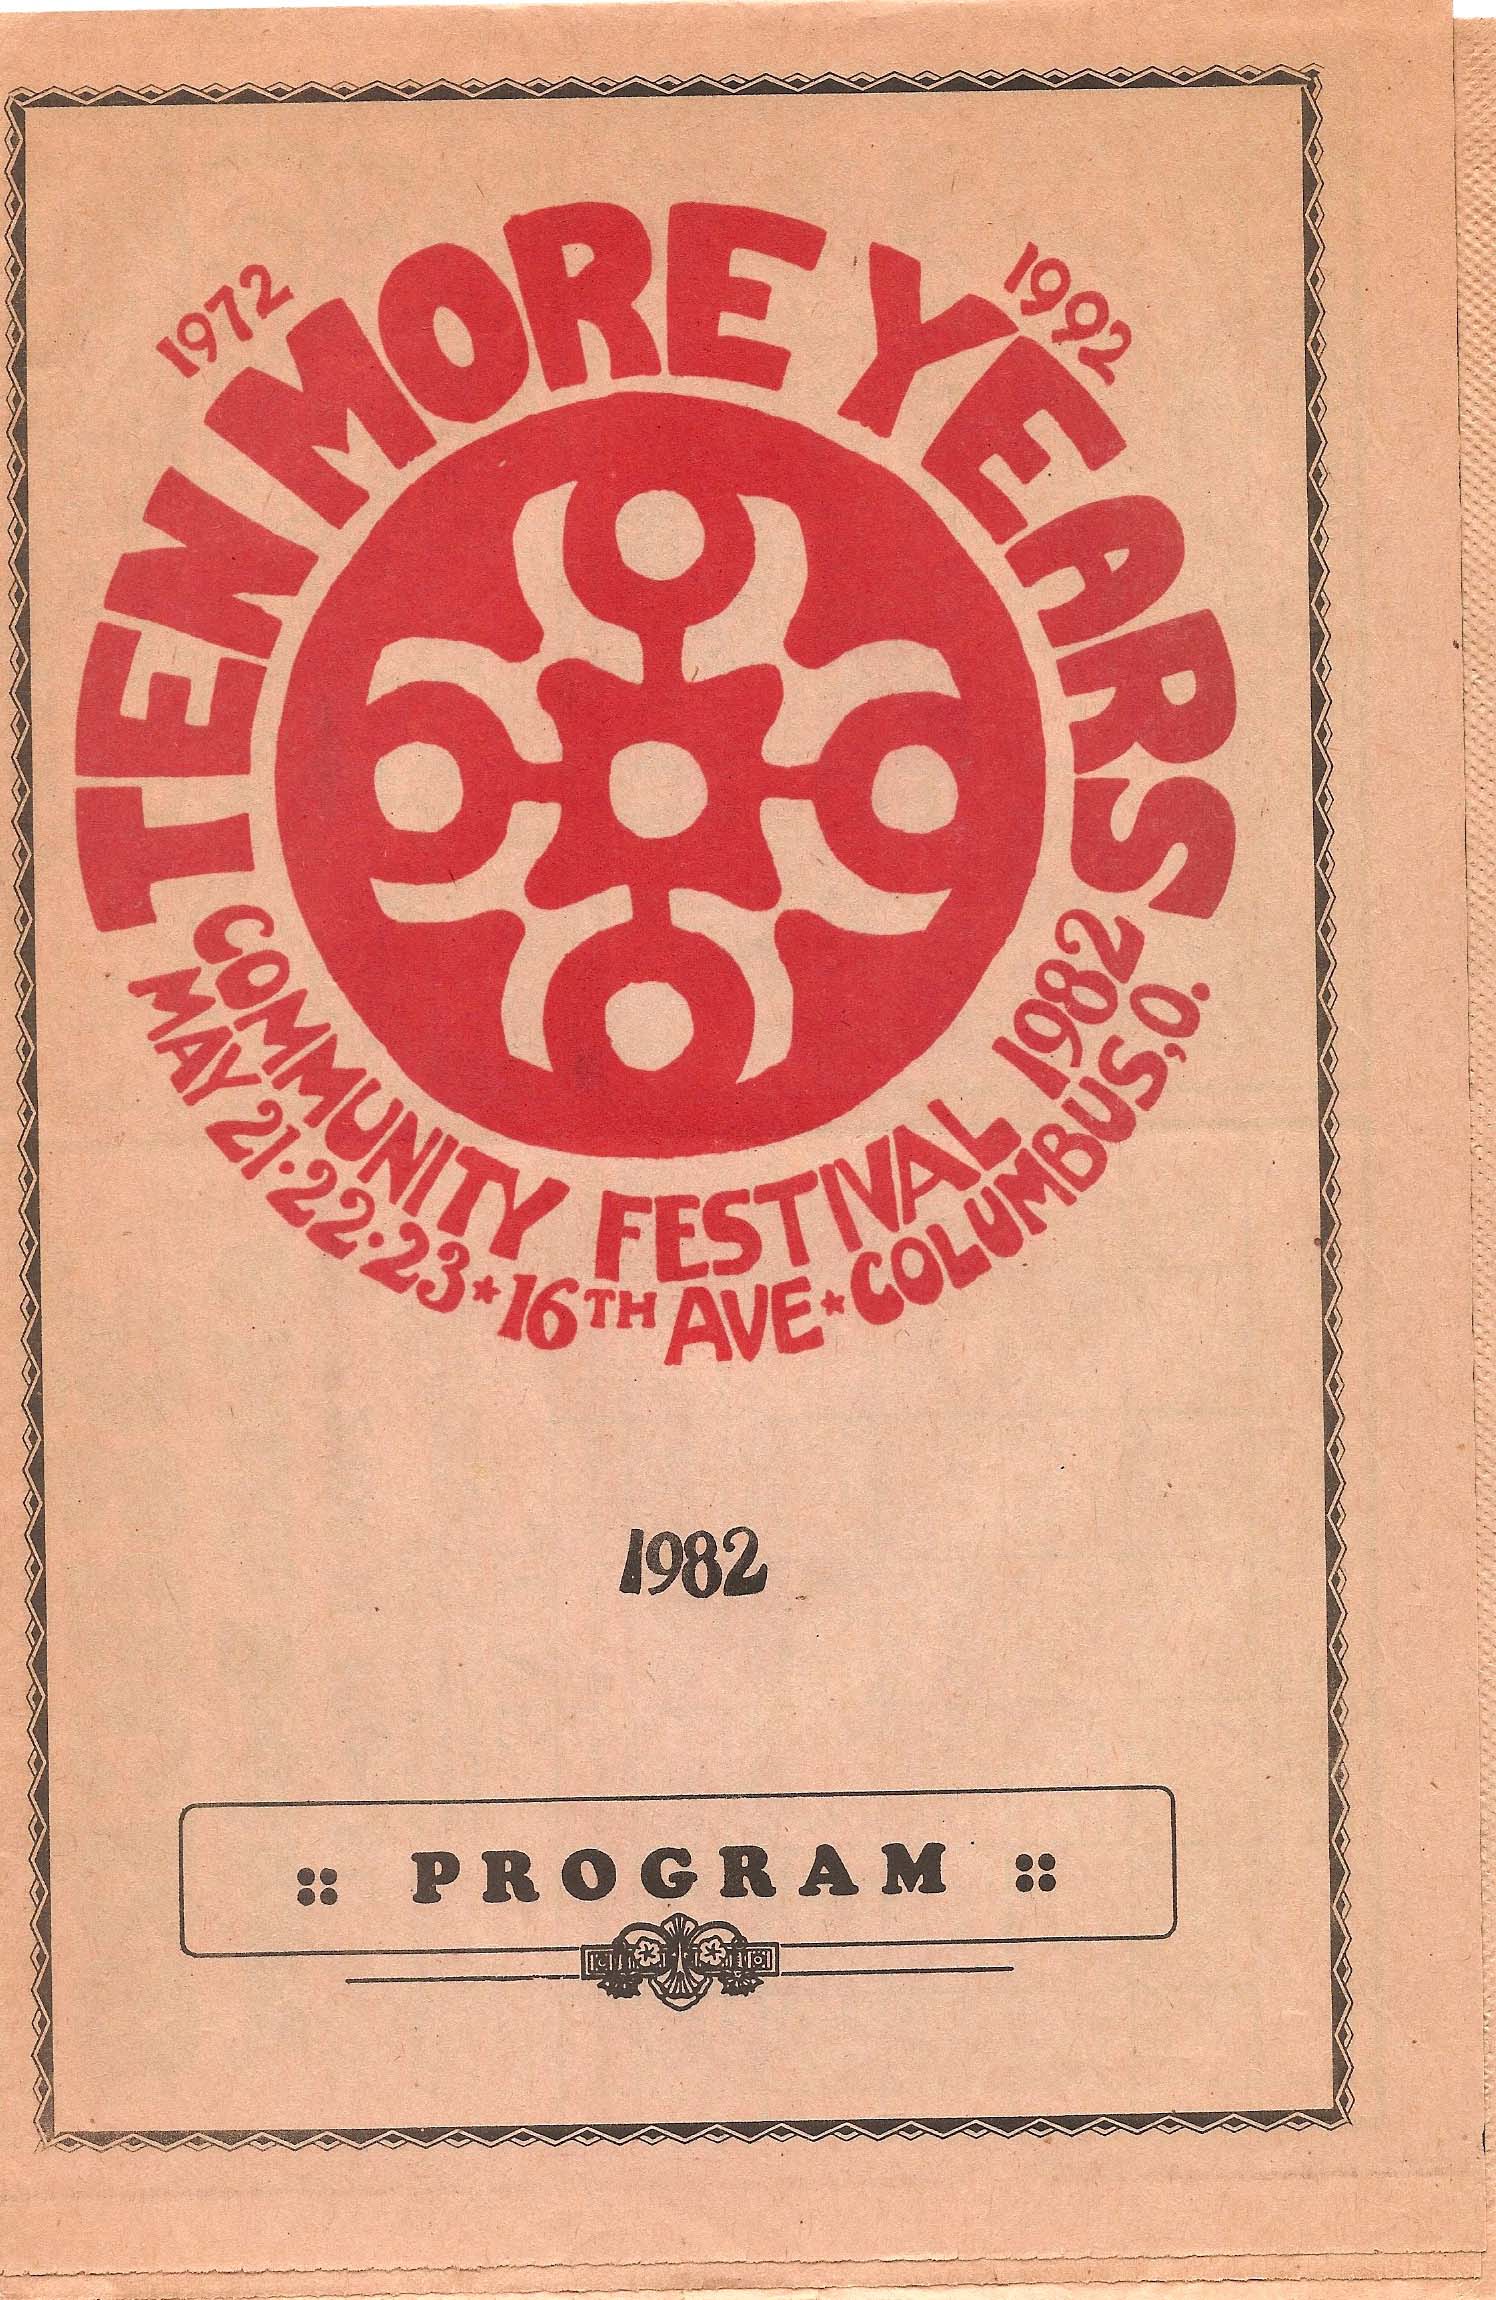 1972
1992
TEN MORE YEARS
COMMUNITY FESTIVAL 1982
MAY 21·22·23 * 16TH AVE * COLUMBUS, O.
1982
PROGRAM